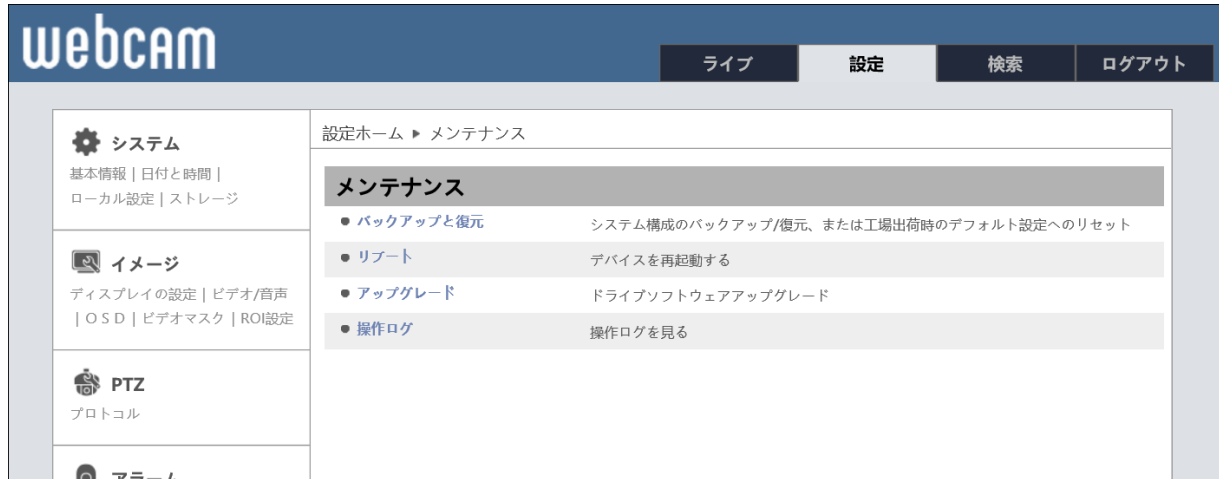 webcam
ライブ 設定 検索 ログアウト
システム
基本情報 | 日付と時間 |
ローカル設定 | ストレージ
イメージ
ディスプレイの設定 | ビデオ/音声
| ＯＳＤ | ビデオマスク | ROI設定
PTZ
プロトコル
アラーム
設定ホーム ▶ メンテナンス
メンテナンス
● バックアップと復元 システム構成のバックアップ/復元、または工場出荷時のデフォルト設定へのリセット
● リブート デバイスを再起動する
● アップグレード ドライブソフトウェアアップグレード
● 操作ログ 操作ログを見る